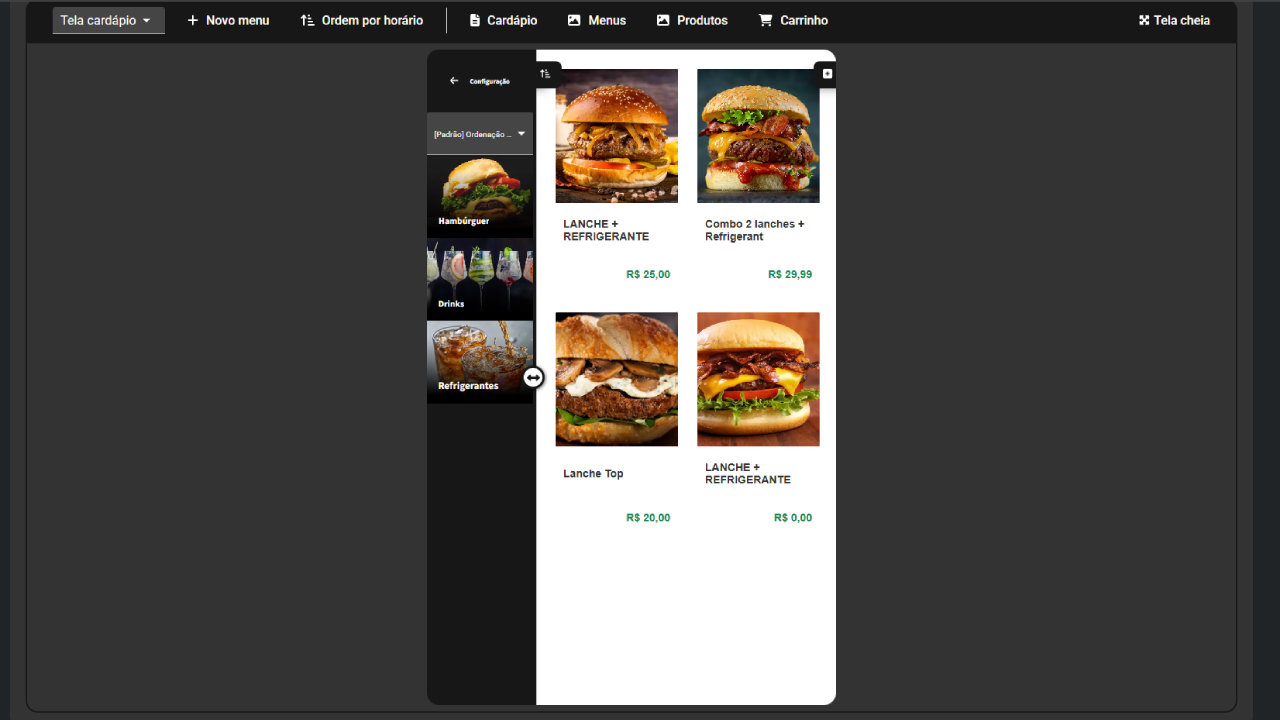 Tela cardápio
Novo menu
Ordem por horário
Cardápio
Menus
Produtos
Carrinho
Tela cheia
Configuração
[Padrão] Ordenação ...
Hambúrguer
Drinks
Refrigerantes
LANCHE +
REFRIGERANTE
R$ 25,00
Combo 2 lanches +
Refrigerant
R$ 29,99
Lanche Top
R$ 20,00
LANCHE +
REFRIGERANTE
R$ 0,00